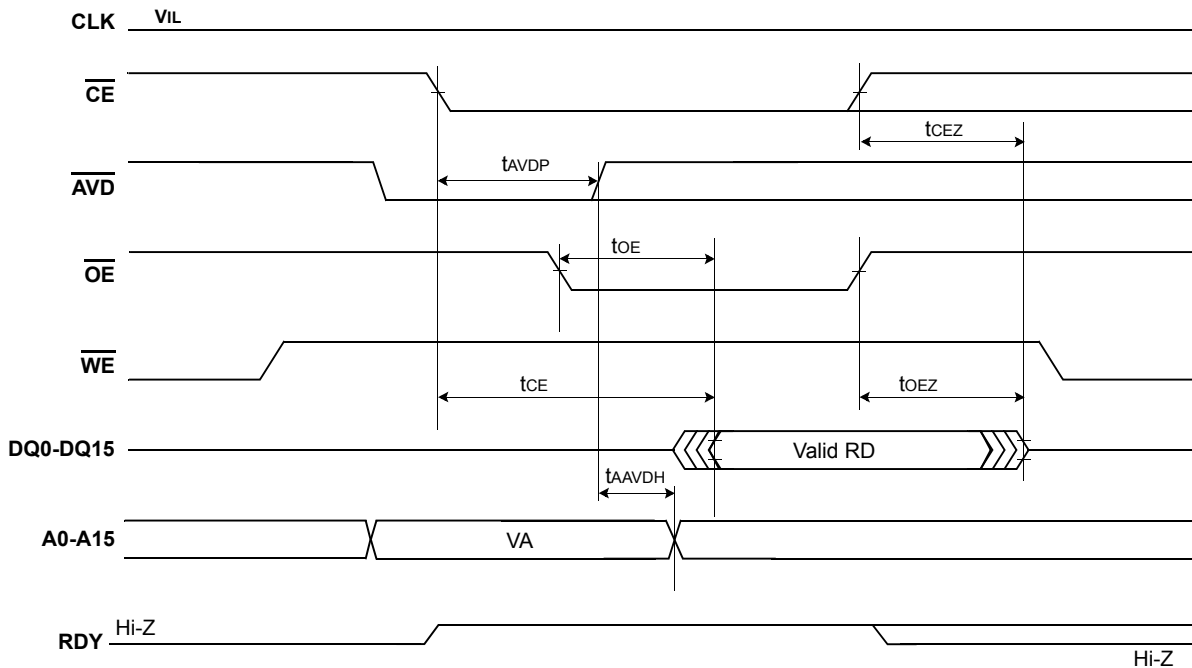 CLK VIL
CE
tCEZ
AVD tAVDP
OE tOE
WE
tCE tOEZ
DQ0-DQ15 Valid RD
tAAVDH
A0-A15 VA
RDY Hi-Z
Hi-Z